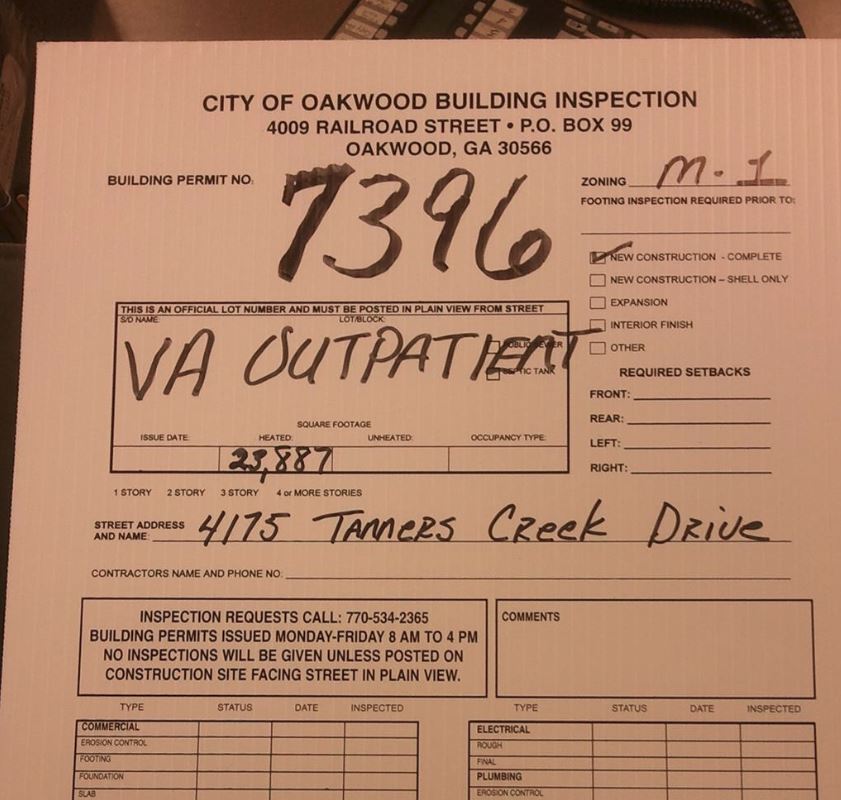 CITY OF OAKWOOD BUILDING INSPECTION
4009 RAILROAD STREET • P.O. BOX 99
OAKWOOD, GA 30566
BUILDING PERMIT NO:
7396
ZONING M-1
FOOTING INSPECTION REQUIRED PRIOR TO:
NEW CONSTRUCTION - COMPLETE
NEW CONSTRUCTION – SHELL ONLY
EXPANSION
INTERIOR FINISH
OTHER
THIS IS AN OFFICIAL LOT NUMBER AND MUST BE POSTED IN PLAIN VIEW FROM STREET
S/D NAME: LOT/BLOCK:
VA OUTPATIENT
PUBLIC SEWER
SEPTIC TANK
SQUARE FOOTAGE
ISSUE DATE: HEATED: UNHEATED: OCCUPANCY TYPE:
23,887
REQUIRED SETBACKS
FRONT:
REAR:
LEFT:
RIGHT:
1 STORY 2 STORY 3 STORY 4 or MORE STORIES
STREET ADDRESS
AND NAME: 4175 TANNERS CREEK DRIVE
CONTRACTORS NAME AND PHONE NO:
INSPECTION REQUESTS CALL: 770-534-2365
BUILDING PERMITS ISSUED MONDAY-FRIDAY 8 AM TO 4 PM
NO INSPECTIONS WILL BE GIVEN UNLESS POSTED ON
CONSTRUCTION SITE FACING STREET IN PLAIN VIEW.
COMMENTS
TYPE STATUS DATE INSPECTED
COMMERCIAL
EROSION CONTROL
FOOTING
FOUNDATION
SLAB
TYPE STATUS DATE INSPECTED
ELECTRICAL
ROUGH
FINAL
PLUMBING
EROSION CONTROL